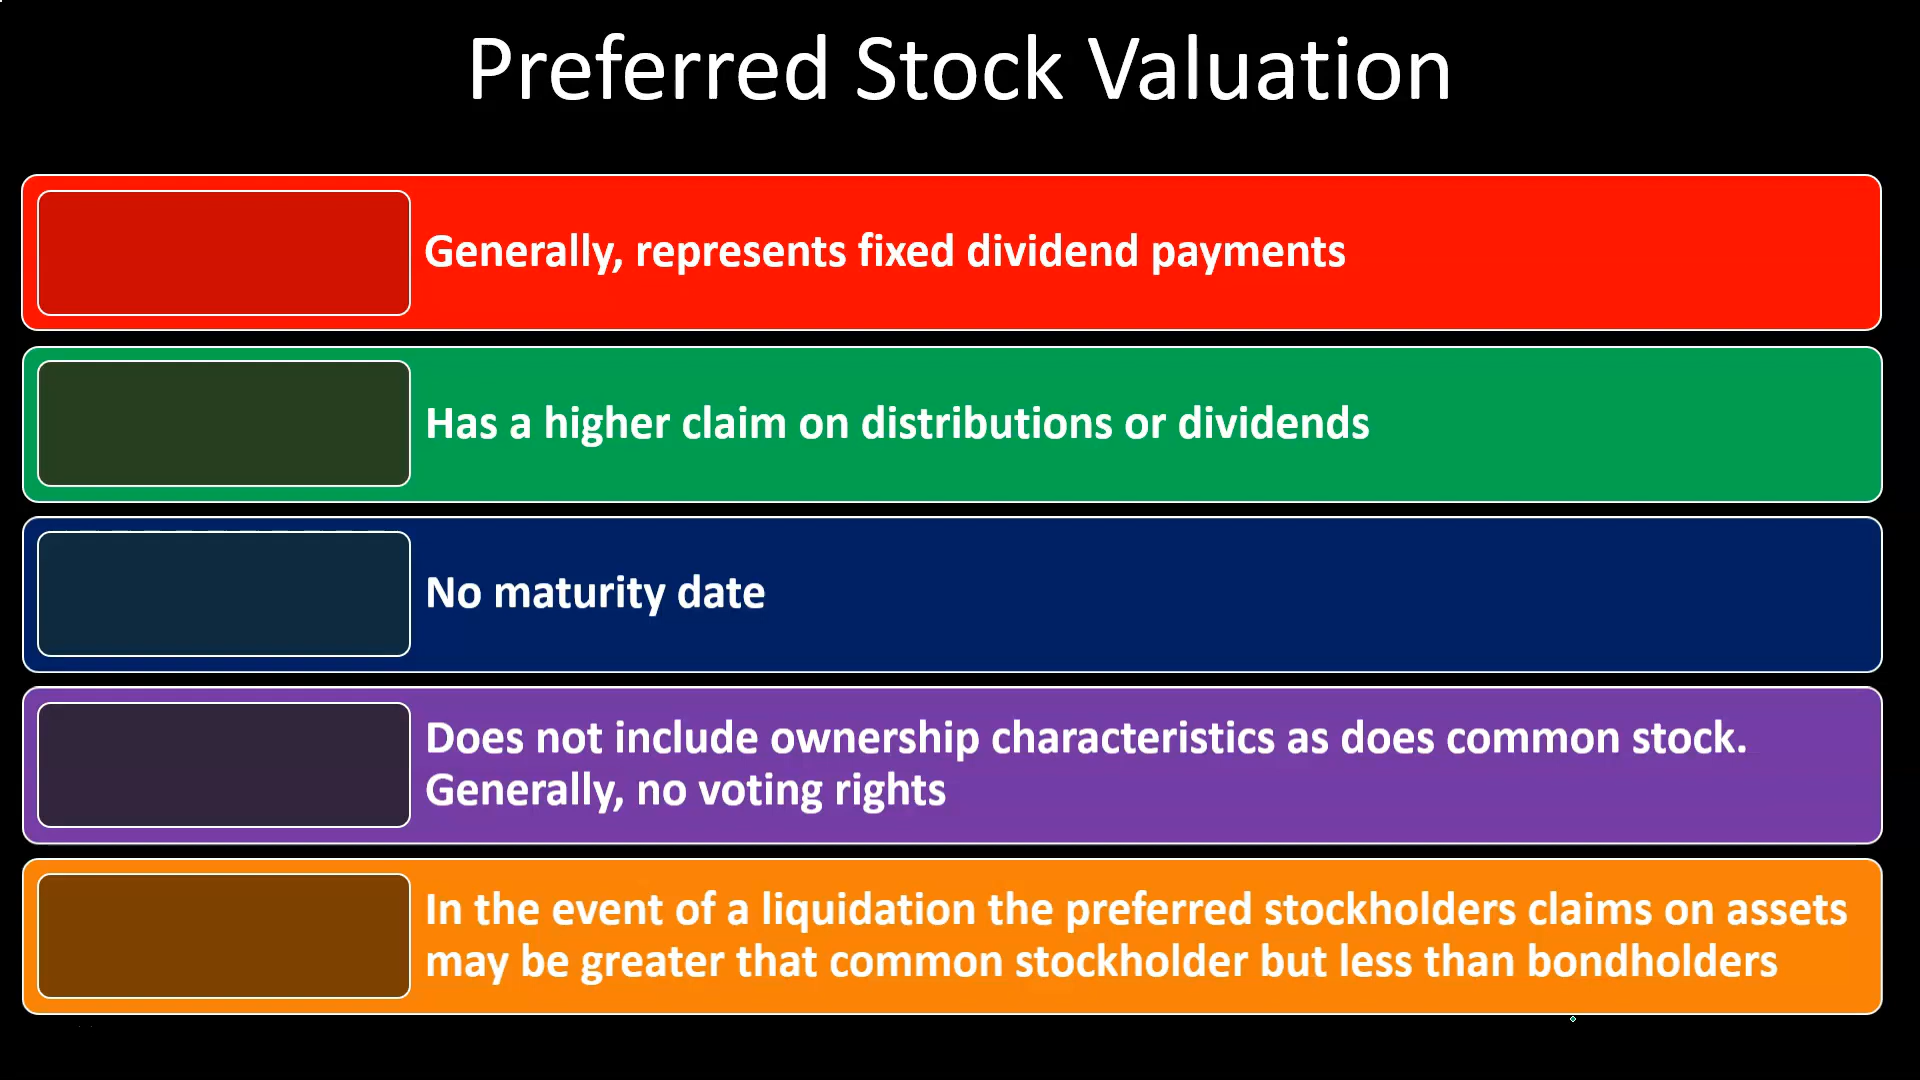 Preferred Stock Valuation
Generally, represents fixed dividend payments
Has a higher claim on distributions or dividends
No maturity date
Does not include ownership characteristics as does common stock.
Generally, no voting rights
In the event of a liquidation the preferred stockholders claims on assets
may be greater that common stockholder but less than bondholders